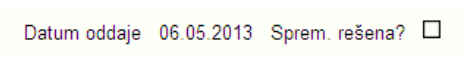 Datum oddaje 06.05.2013 Sprem. rešena? ☐